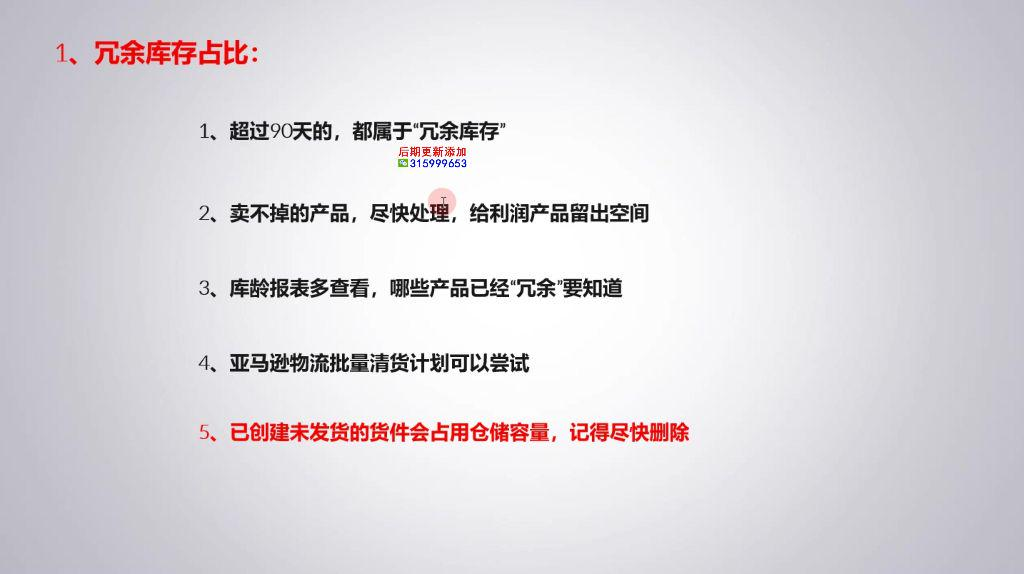 1、冗余库存占比：
1、超过90天的，都属于“冗余库存”
后期更新添加
315999653
2、卖不掉的产品，尽快处理，给利润产品留出空间
3、库龄报表多查看，哪些产品已经“冗余”要知道
4、亚马逊物流批量清货计划可以尝试
5、已创建未发货的货件会占用仓储容量，记得尽快删除